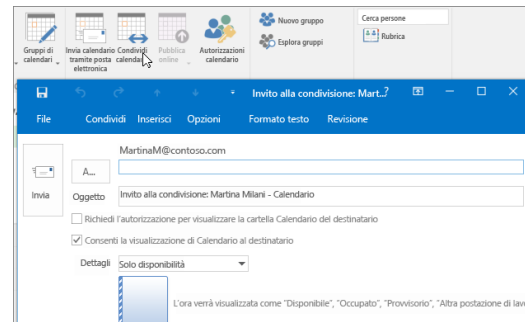 Gruppi di calendari
Invia calendario tramite posta elettronica
Condividi calendario
Pubblica online
Autorizzazioni calendario
Nuovo gruppo
Esplora gruppi
Cerca persone
Rubrica
Invito alla condivisione: Mart...
?
File
Condividi
Inserisci
Opzioni
Formato testo
Revisione
MartinaM@contoso.com
Invia
A...
Oggetto
Invito alla condivisione: Martina Milani - Calendario
Richiedi l'autorizzazione per visualizzare la cartella Calendario del destinatario
Consenti la visualizzazione di Calendario al destinatario
Dettagli
Solo disponibilità
L'ora verrà visualizzata come "Disponibile", "Occupato", "Provvisorio", "Altra postazione di